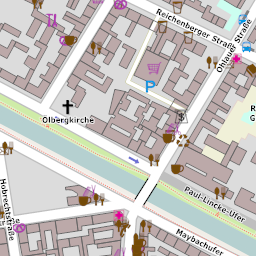 Reichenberger Straße
Ohlauer Straße
P
Ölbergkirche
R
G
Paul-Lincke-Ufer
Hobrechtstraße
Maybachufer